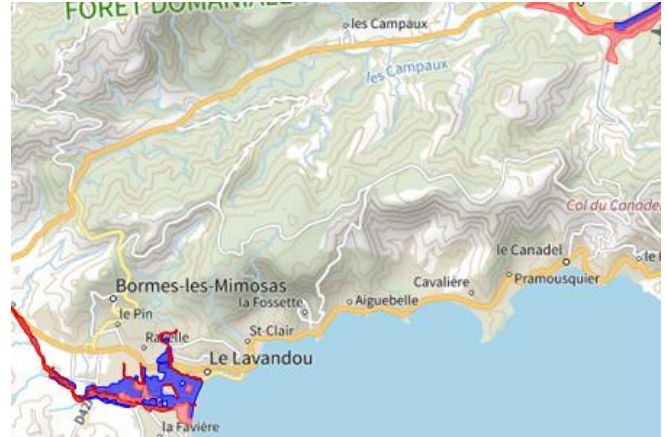 FORÊT DOMANIALE
les Campaux
les Campaux
Col du Canadel
le Canadel
Bormes-les-Mimosas
la Fossette
Cavalière
Pramousquier
Aiguebelle
le Pin
St-Clair
Le Lavandou
la Favière